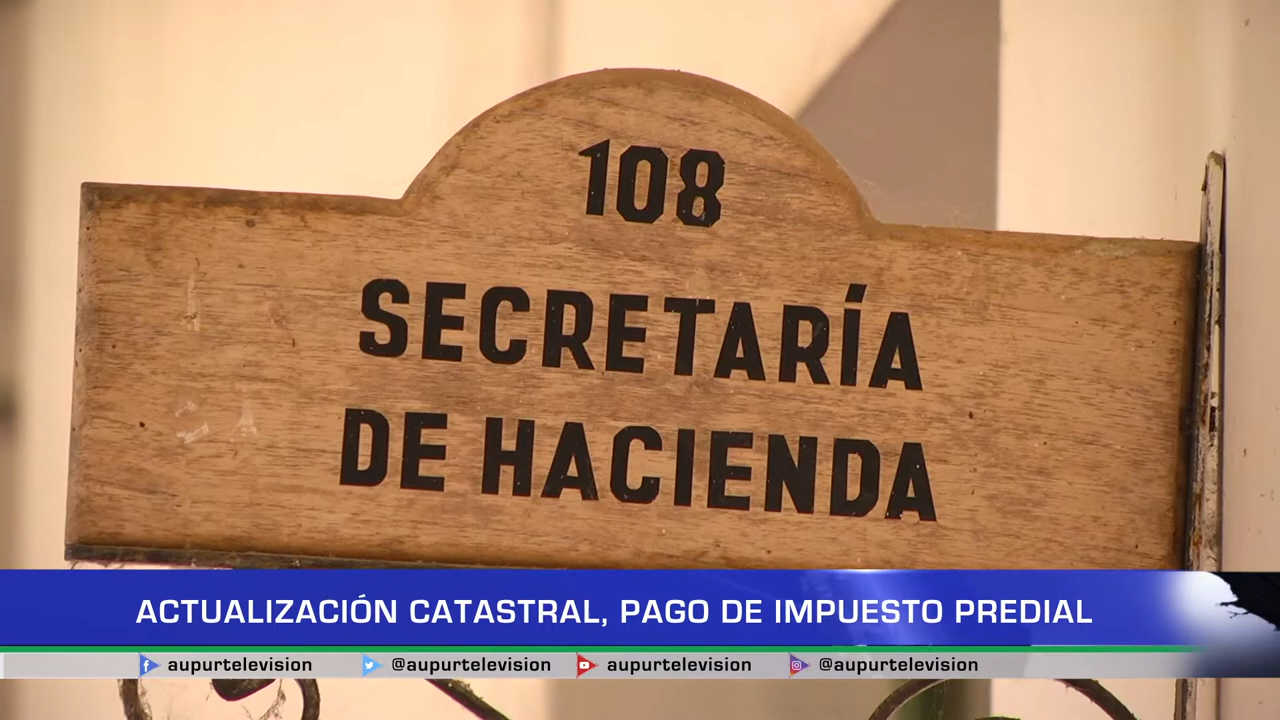 108
SECRETARÍA
DE HACIENDA
ACTUALIZACIÓN CATASTRAL, PAGO DE IMPUESTO PREDIAL
aupurtelevision @aupurtelevision aupurtelevision @aupurtelevision